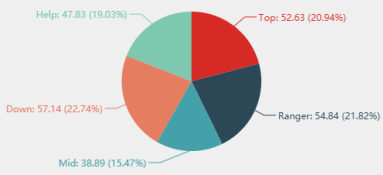 Help: 47.83 (19.03%)
Top: 52.63 (20.94%)
Down: 57.14 (22.74%)
Ranger: 54.84 (21.82%)
Mid: 38.89 (15.47%)